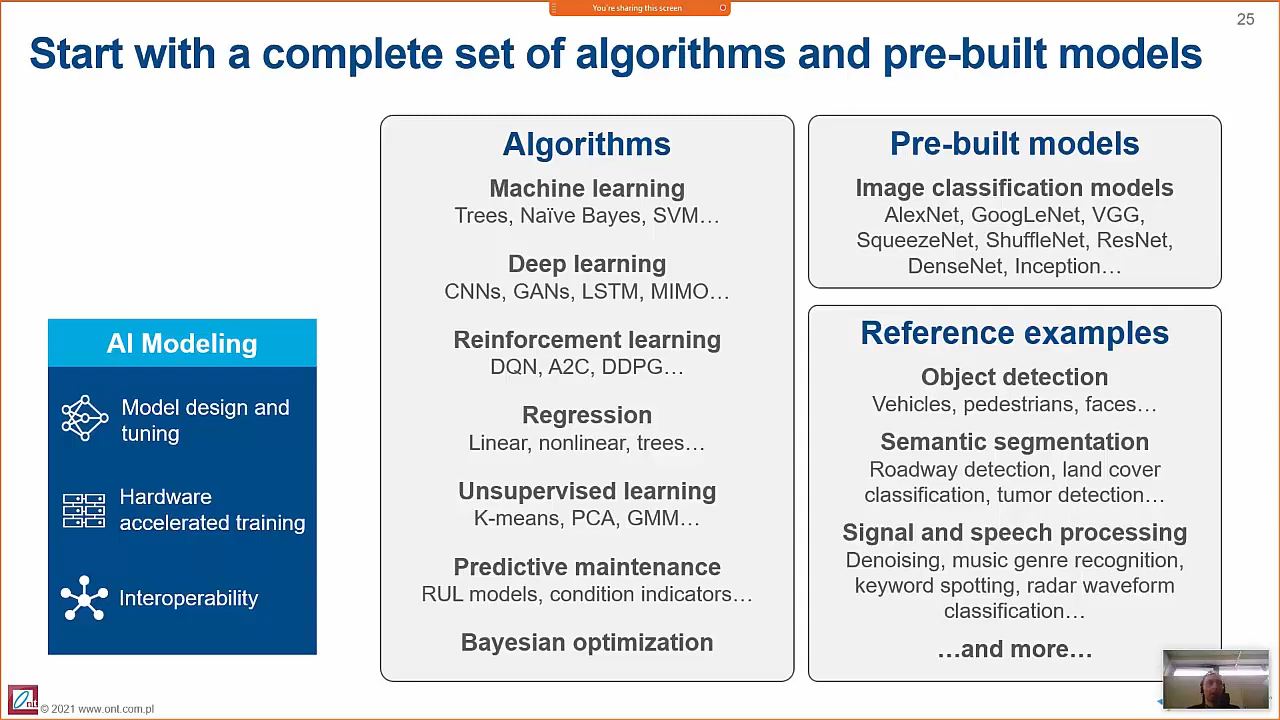 You're sharing this screen
25
Start with a complete set of algorithms and pre-built models
AI Modeling
Model design and
tuning
Hardware
accelerated training
Interoperability
Algorithms
Machine learning
Trees, Naïve Bayes, SVM…
Deep learning
CNNs, GANs, LSTM, MIMO…
Reinforcement learning
DQN, A2C, DDPG…
Regression
Linear, nonlinear, trees…
Unsupervised learning
K-means, PCA, GMM…
Predictive maintenance
RUL models, condition indicators…
Bayesian optimization
Pre-built models
Image classification models
AlexNet, GoogLeNet, VGG,
SqueezeNet, ShuffleNet, ResNet,
DenseNet, Inception…
Reference examples
Object detection
Vehicles, pedestrians, faces…
Semantic segmentation
Roadway detection, land cover
classification, tumor detection…
Signal and speech processing
Denoising, music genre recognition,
keyword spotting, radar waveform
classification…
…and more…
Ont
© 2021 www.ont.com.pl